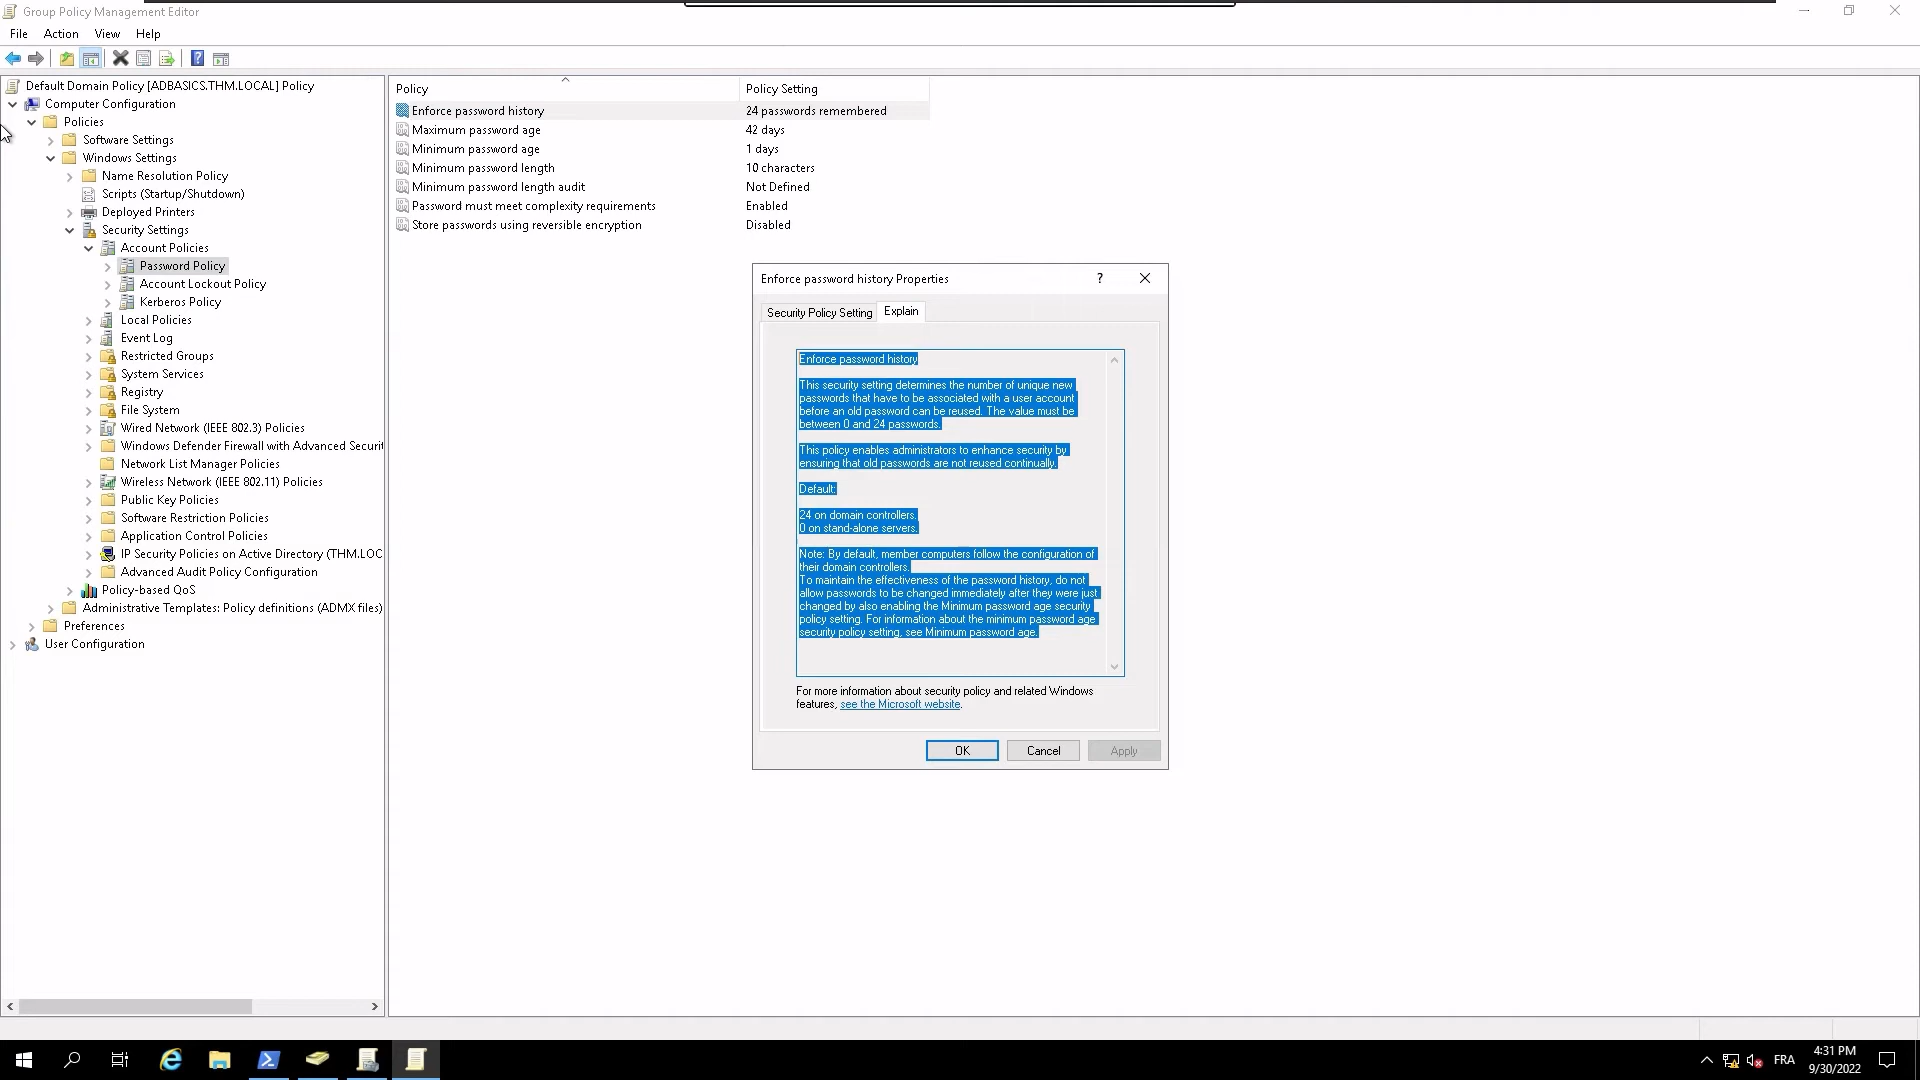 Group Policy Management Editor
File Action View Help
Default Domain Policy [ADBASICS.THM.LOCAL] Policy
Computer Configuration
Policies
Software Settings
Windows Settings
Name Resolution Policy
Scripts (Startup/Shutdown)
Deployed Printers
Security Settings
Account Policies
Password Policy
Account Lockout Policy
Kerberos Policy
Local Policies
Event Log
Restricted Groups
System Services
Registry
File System
Wired Network (IEEE 802.3) Policies
Windows Defender Firewall with Advanced Securit
Network List Manager Policies
Wireless Network (IEEE 802.11) Policies
Public Key Policies
Software Restriction Policies
Application Control Policies
IP Security Policies on Active Directory (THM.LOC
Advanced Audit Policy Configuration
Policy-based QoS
Administrative Templates: Policy definitions (ADMX files)
Preferences
User Configuration
Policy Policy Setting
Enforce password history 24 passwords remembered
Maximum password age 42 days
Minimum password age 1 days
Minimum password length 10 characters
Minimum password length audit Not Defined
Password must meet complexity requirements Enabled
Store passwords using reversible encryption Disabled
Enforce password history Properties ?
Security Policy Setting Explain
Enforce password history
This security setting determines the number of unique new
passwords that have to be associated with a user account
before an old password can be reused. The value must be
between 0 and 24 passwords.
This policy enables administrators to enhance security by
ensuring that old passwords are not reused continually.
Default:
24 on domain controllers.
0 on stand-alone servers.
Note: By default, member computers follow the configuration of
their domain controllers.
To maintain the effectiveness of the password history, do not
allow passwords to be changed immediately after they were just
changed by also enabling the Minimum password age security
policy setting. For information about the minimum password age
security policy setting, see Minimum password age.
For more information about security policy and related Windows
features, see the Microsoft website.
OK Cancel Apply
FRA
4:31 PM
9/30/2022